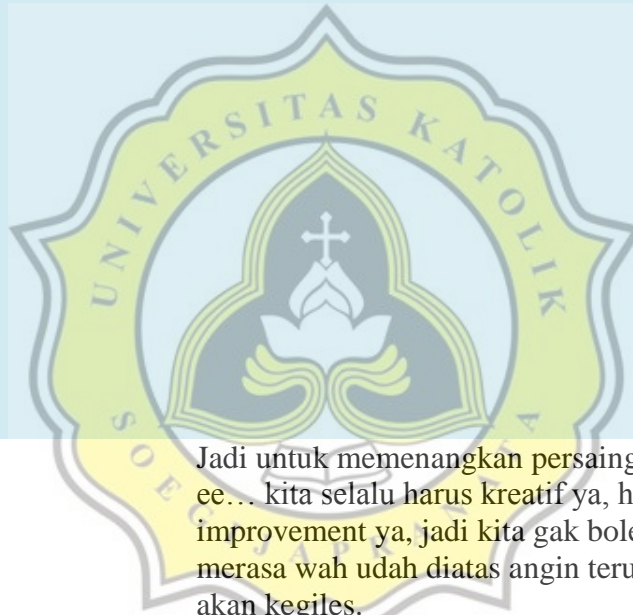 UNIVERSITAS KATOLIK
SOEGIJAPRANATA
Jadi untuk memenangkan persaing
ee… kita selalu harus kreatif ya, h
improvement ya, jadi kita gak bole
merasa wah udah diatas angin teru
akan kegiles.